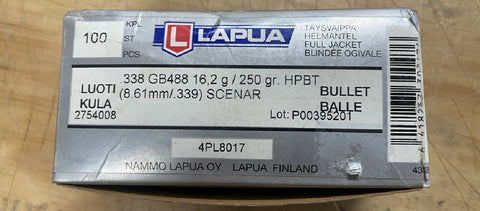 100
KPL
ST
PCS
L LAPUA
TÄYSVAIPPA
HELMANTEL
FULL JACKET
BLINDÉE OGIVALE
.338 GB488 16,2 g / 250 gr. HPBT
(8.61mm/.339) SCENAR
LUOTI
KULA
2754008
BULLET
BALLE
Lot: P00395201
4PL8017
NAMMO LAPUA OY LAPUA FINLAND